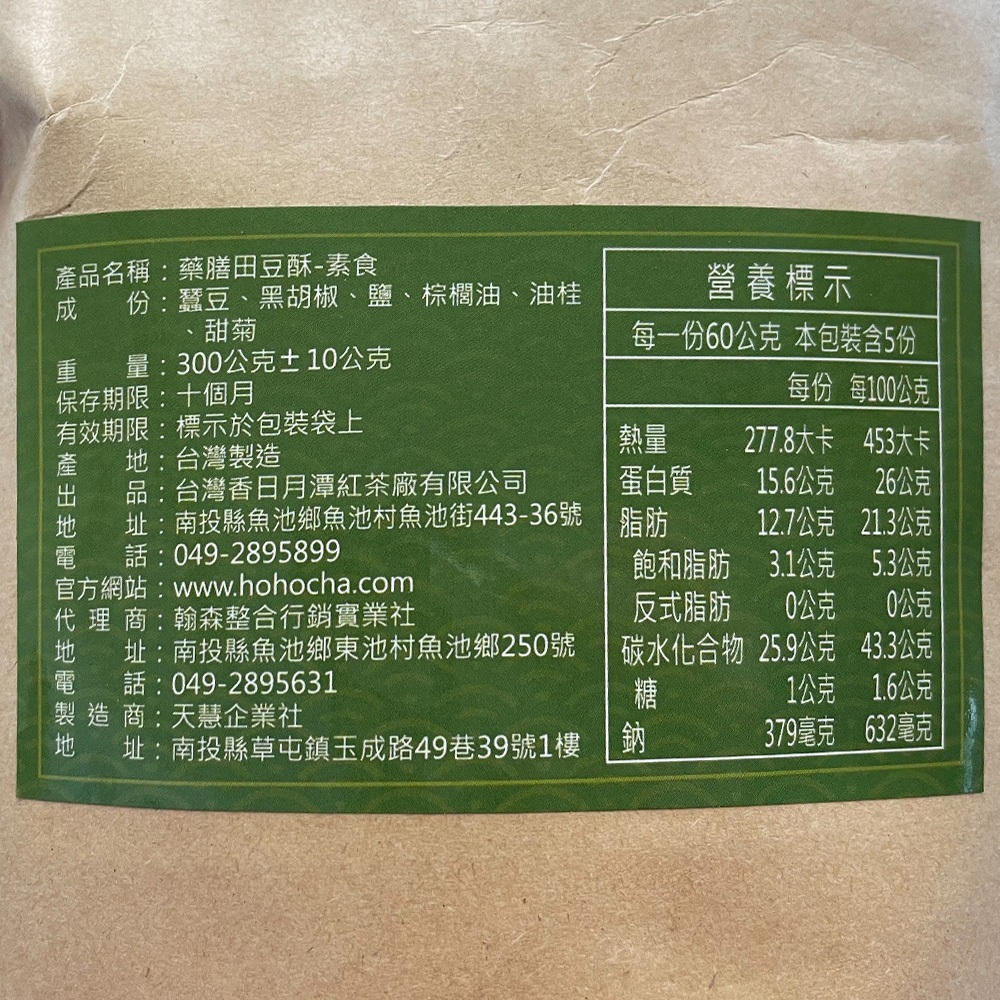 產品名稱：藥膳田豆酥-素食
成份：蠶豆、黑胡椒、鹽、棕櫚油、油桂
、甜菊
重量：300公克±10公克
保存期限：十個月
有效期限：標示於包裝袋上
產地：台灣製造
出品：台灣香日月潭紅茶廠有限公司
地址：南投縣魚池鄉魚池村魚池街443-36號
電話：049-2895899
官方網站：www.hohocha.com
代理商：翰森整合行銷實業社
地址：南投縣魚池鄉東池村魚池鄉250號
電話：049-2895631
製造商：天慧企業社
地址：南投縣草屯鎮玉成路49巷39號1樓
營養標示
每一份60公克 本包裝含5份
每份 每100公克
熱量 277.8大卡 453大卡
蛋白質 15.6公克 26公克
脂肪 12.7公克 21.3公克
飽和脂肪 3.1公克 5.3公克
反式脂肪 0公克 0公克
碳水化合物 25.9公克 43.3公克
糖 1公克 1.6公克
鈉 379毫克 632毫克